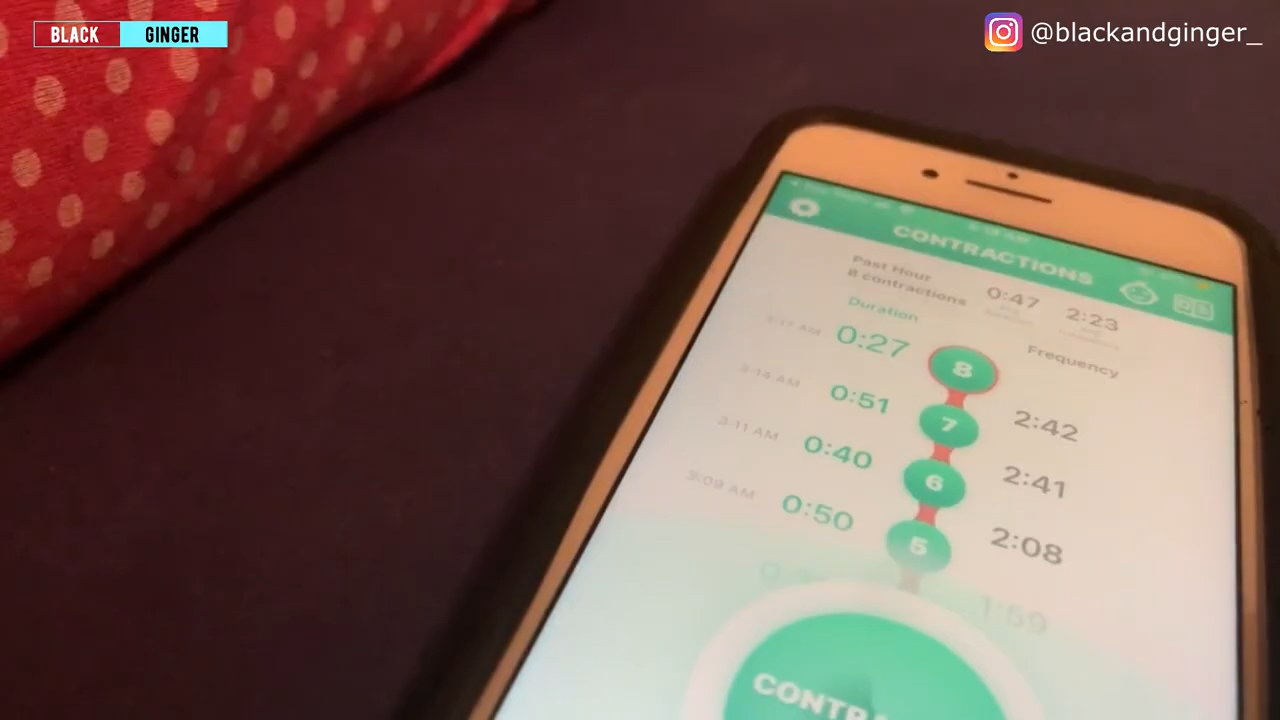 BLACK GINGER
@blackandginger_
CONTRACTIONS
Past Hour
8 contractions
0:47 2:23
Duration
Frequency
3:17 AM 0:27 8
2:42
3:14 AM 0:51 7
2:41
3:11 AM 0:40 6
2:08
3:09 AM 0:50 5
1:59